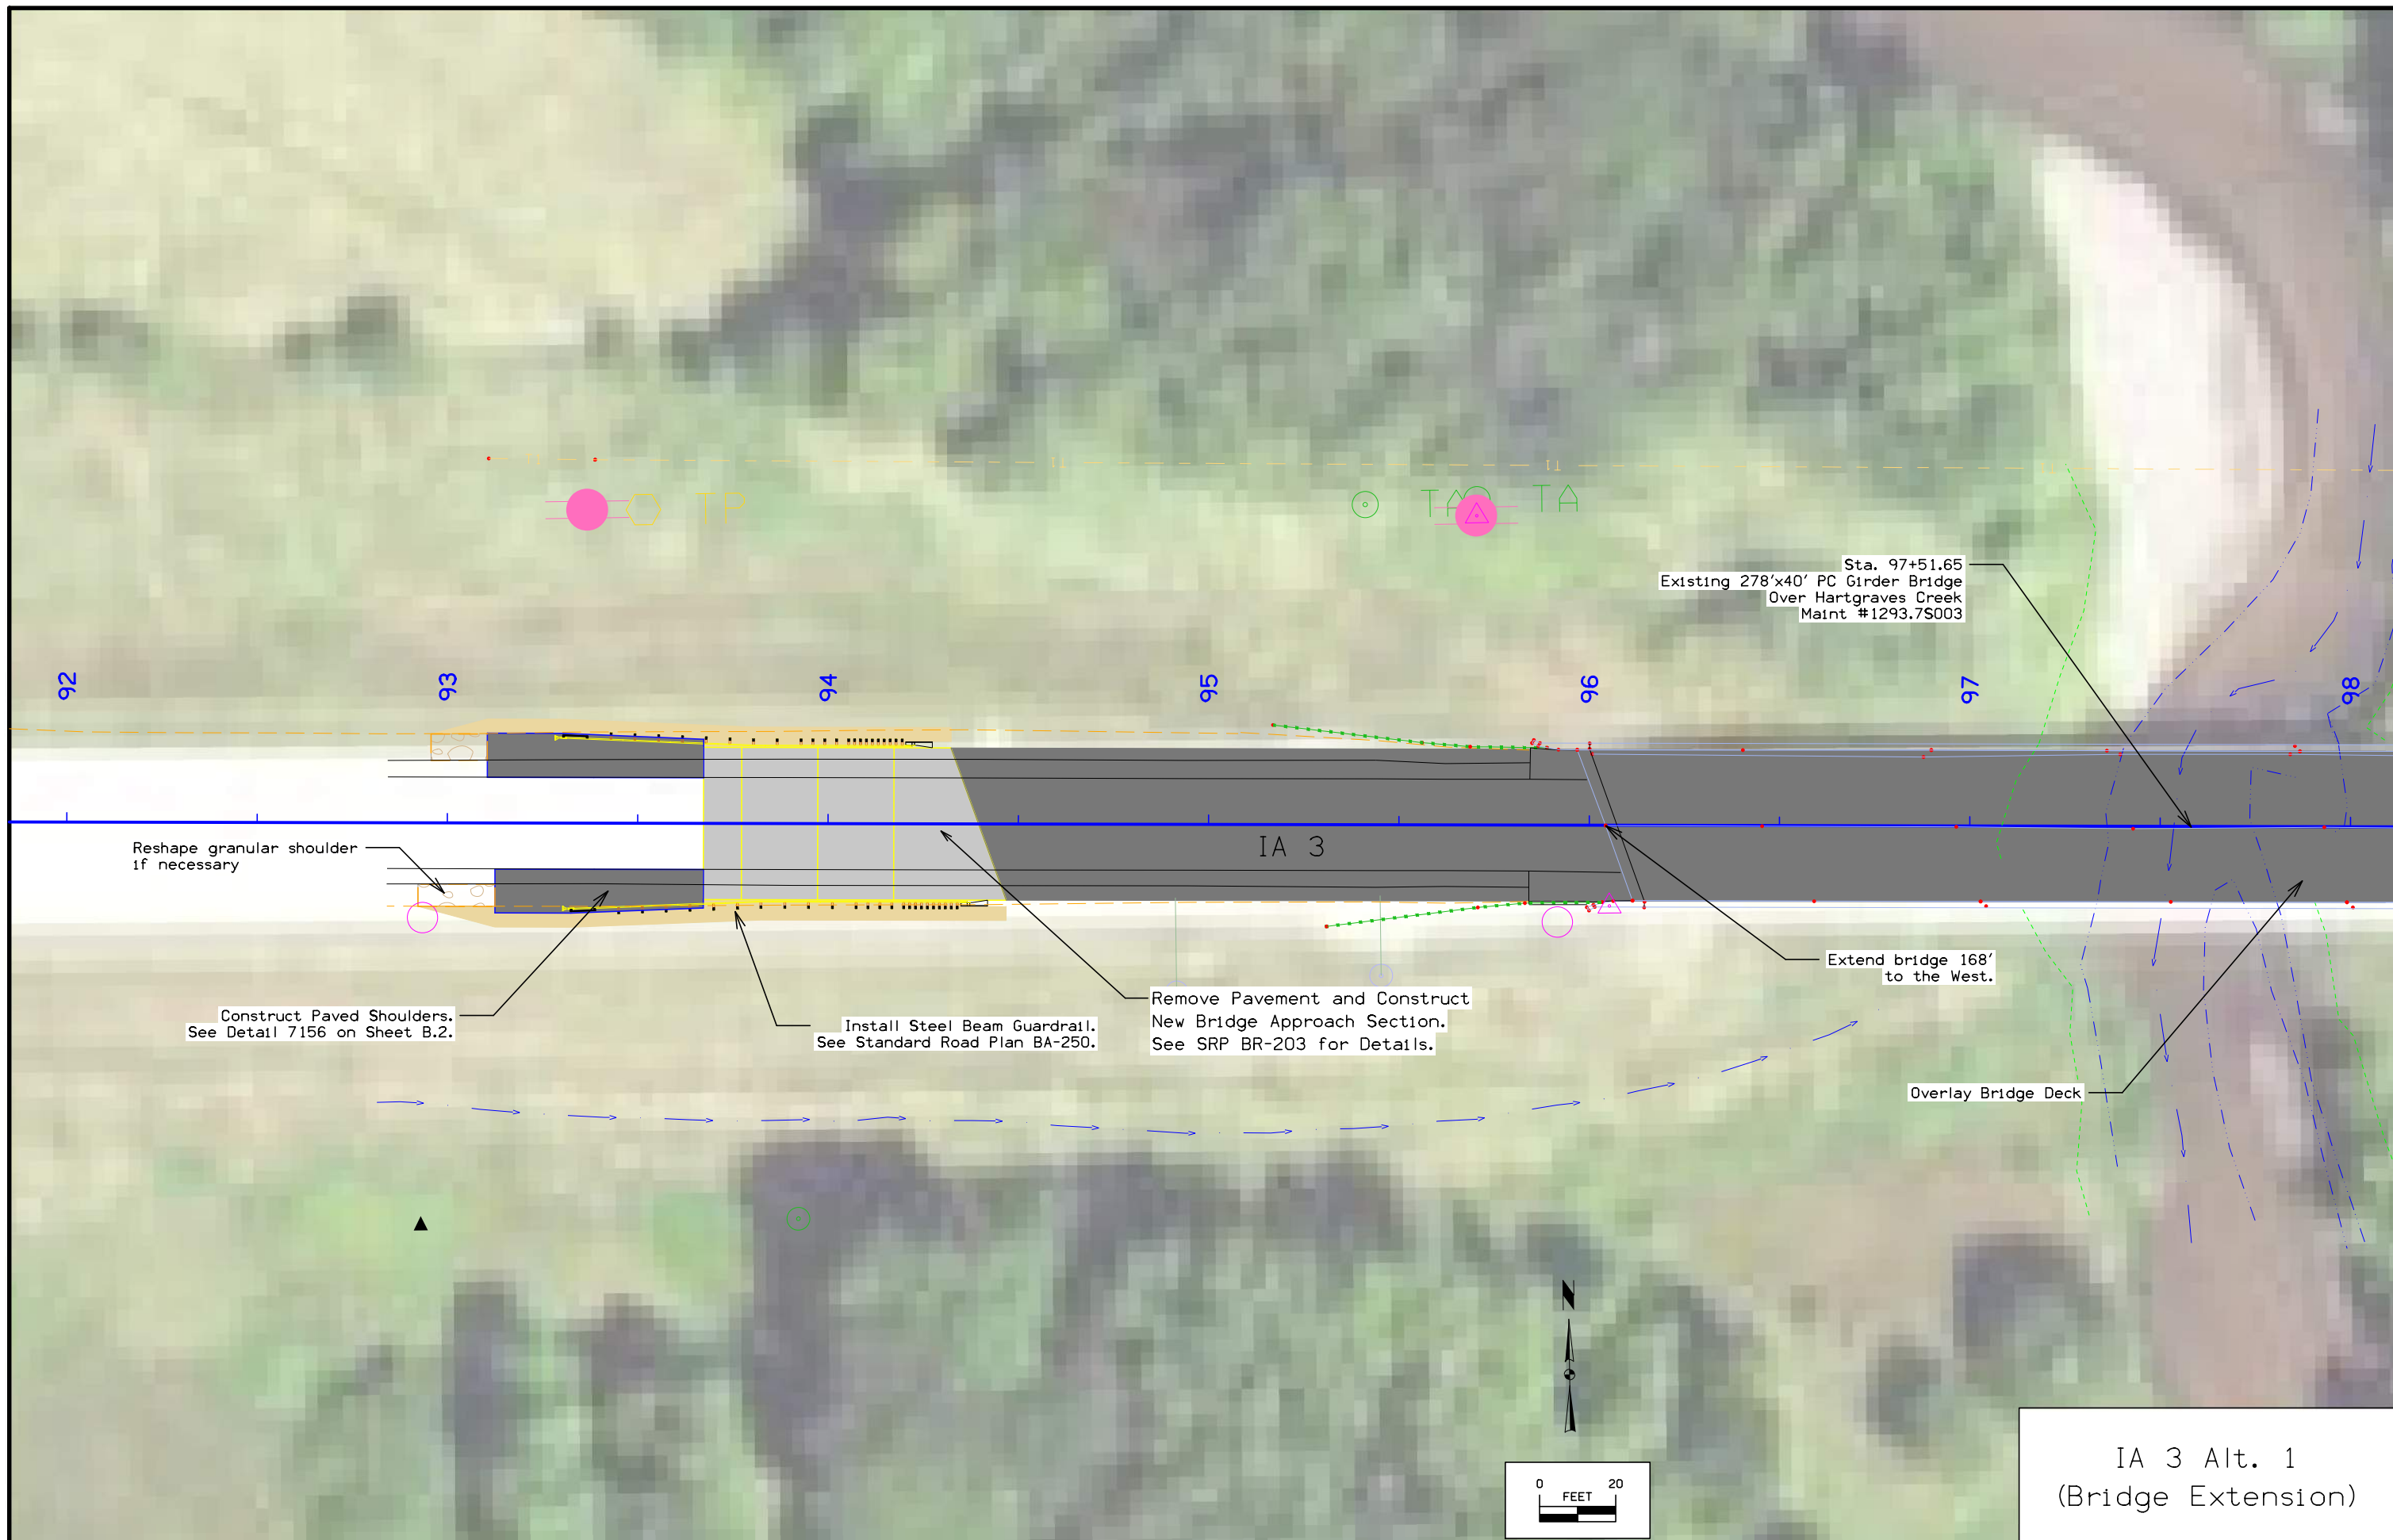 TP
TA
TA
Sta. 97+51.65
Existing 278'x40' PC Girder Bridge
Over Hartgraves Creek
Maint #1293.7S003
92
93
94
95
96
97
98
IA 3
Reshape granular shoulder
if necessary
Extend bridge 168'
to the West.
Construct Paved Shoulders.
See Detail 7156 on Sheet B.2.
Install Steel Beam Guardrail.
See Standard Road Plan BA-250.
Remove Pavement and Construct
New Bridge Approach Section.
See SRP BR-203 for Details.
Overlay Bridge Deck
N
0 20
FEET
IA 3 Alt. 1
(Bridge Extension)